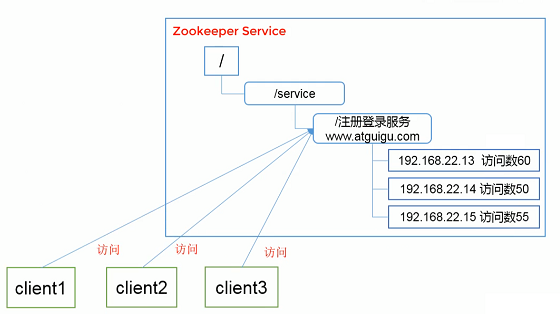 Zookeeper Service
/
/service
/注册登录服务
www.atguigu.com
192.168.22.13 访问数60
192.168.22.14 访问数50
192.168.22.15 访问数55
访问
访问
访问
client1
client2
client3